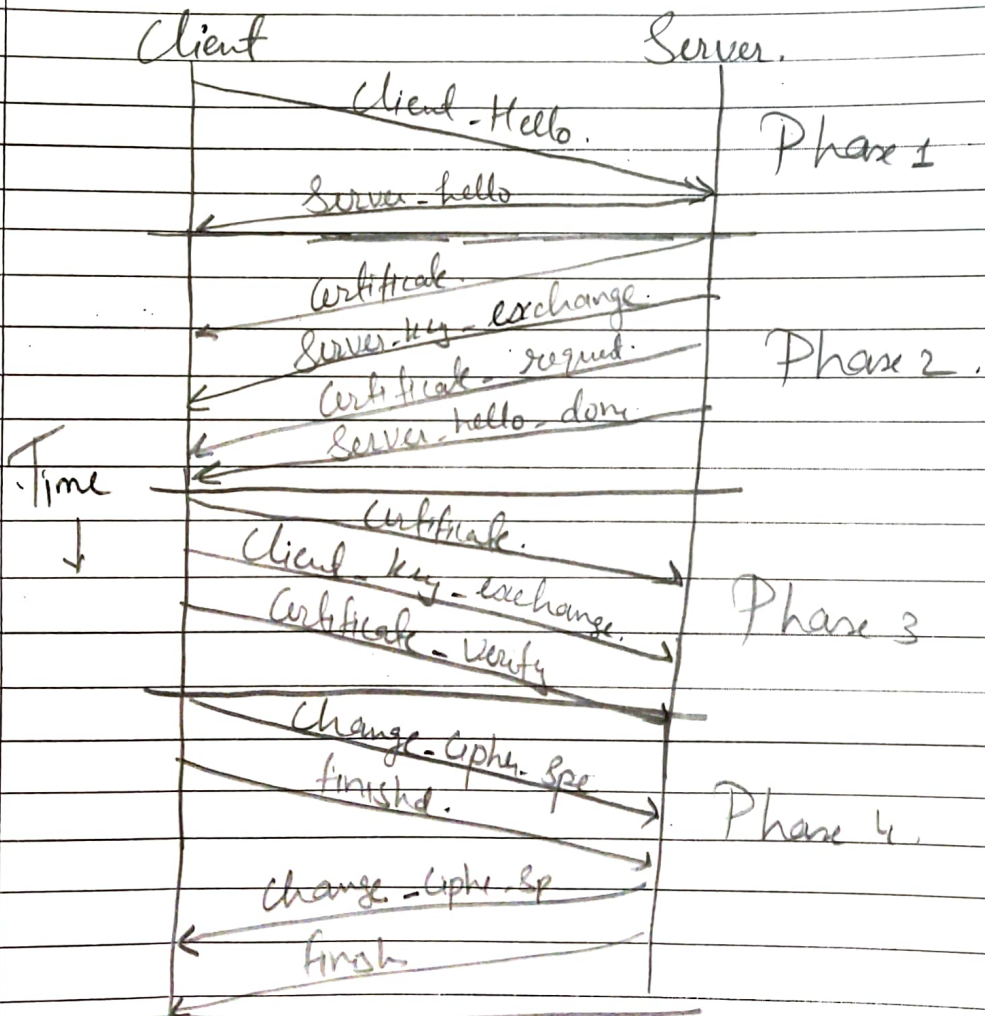 Client Server.
Client_Hello.
Phase 1
Server_hello
Certificate.
Server_key_exchange.
Certificate_request.
Phase 2.
Server_hello_done
Time
Certificate.
Client_key_exchange.
Phase 3
Certificate_verify
Change_Cipher_Spe
finished.
Phase 4.
Change_Ciphe_Sp
finish